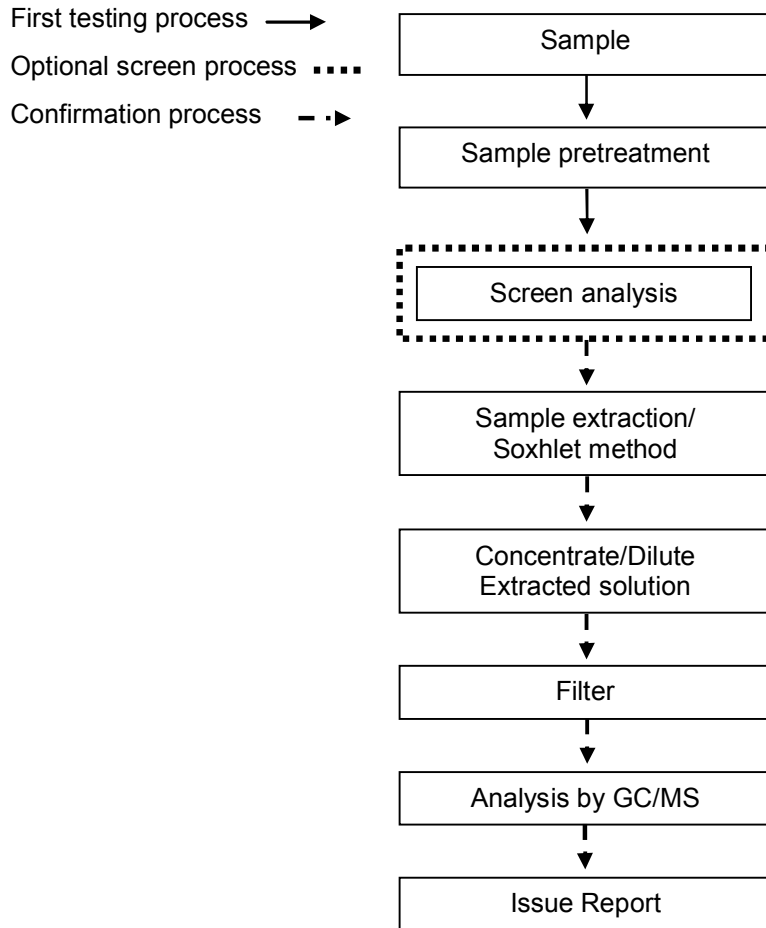 First testing process
Optional screen process
Confirmation process
Sample
Sample pretreatment
Screen analysis
Sample extraction/
Soxhlet method
Concentrate/Dilute
Extracted solution
Filter
Analysis by GC/MS
Issue Report